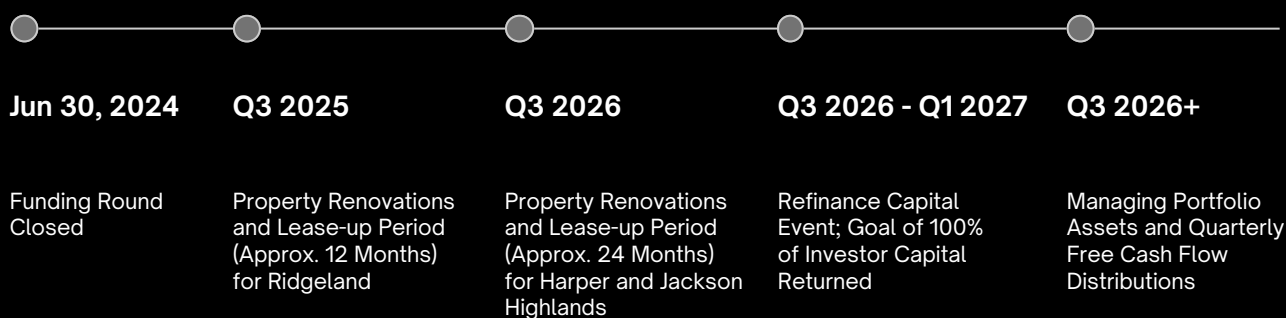 Jun 30, 2024
Funding Round
Closed
Q3 2025
Property Renovations
and Lease-up Period
(Approx. 12 Months)
for Ridgeland
Q3 2026
Property Renovations
and Lease-up Period
(Approx. 24 Months)
for Harper and Jackson
Highlands
Q3 2026 - Q1 2027
Refinance Capital
Event; Goal of 100%
of Investor Capital
Returned
Q3 2026+
Managing Portfolio
Assets and Quarterly
Free Cash Flow
Distributions